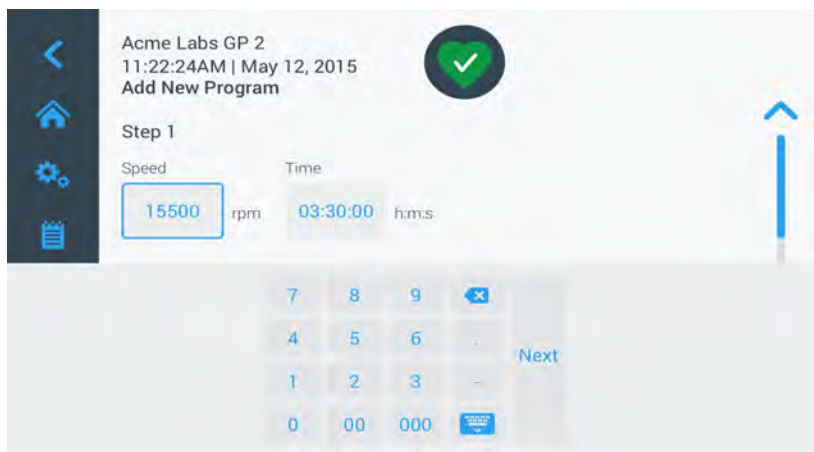 Acme Labs GP 2
11:22:24AM | May 12, 2015
Add New Program
Step 1
Speed Time
15500 rpm 03:30:00 h:m:s
7 8 9
4 5 6 .
Next
1 2 3 -
0 00 000